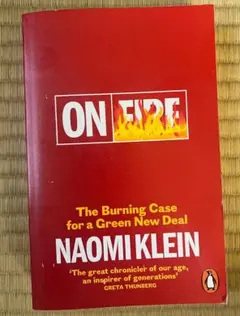 ON FIRE
The Burning Case
for a Green New Deal
NAOMI KLEIN
'The great chronicler of our age,
an inspirer of generations'
GRETA THUNBERG